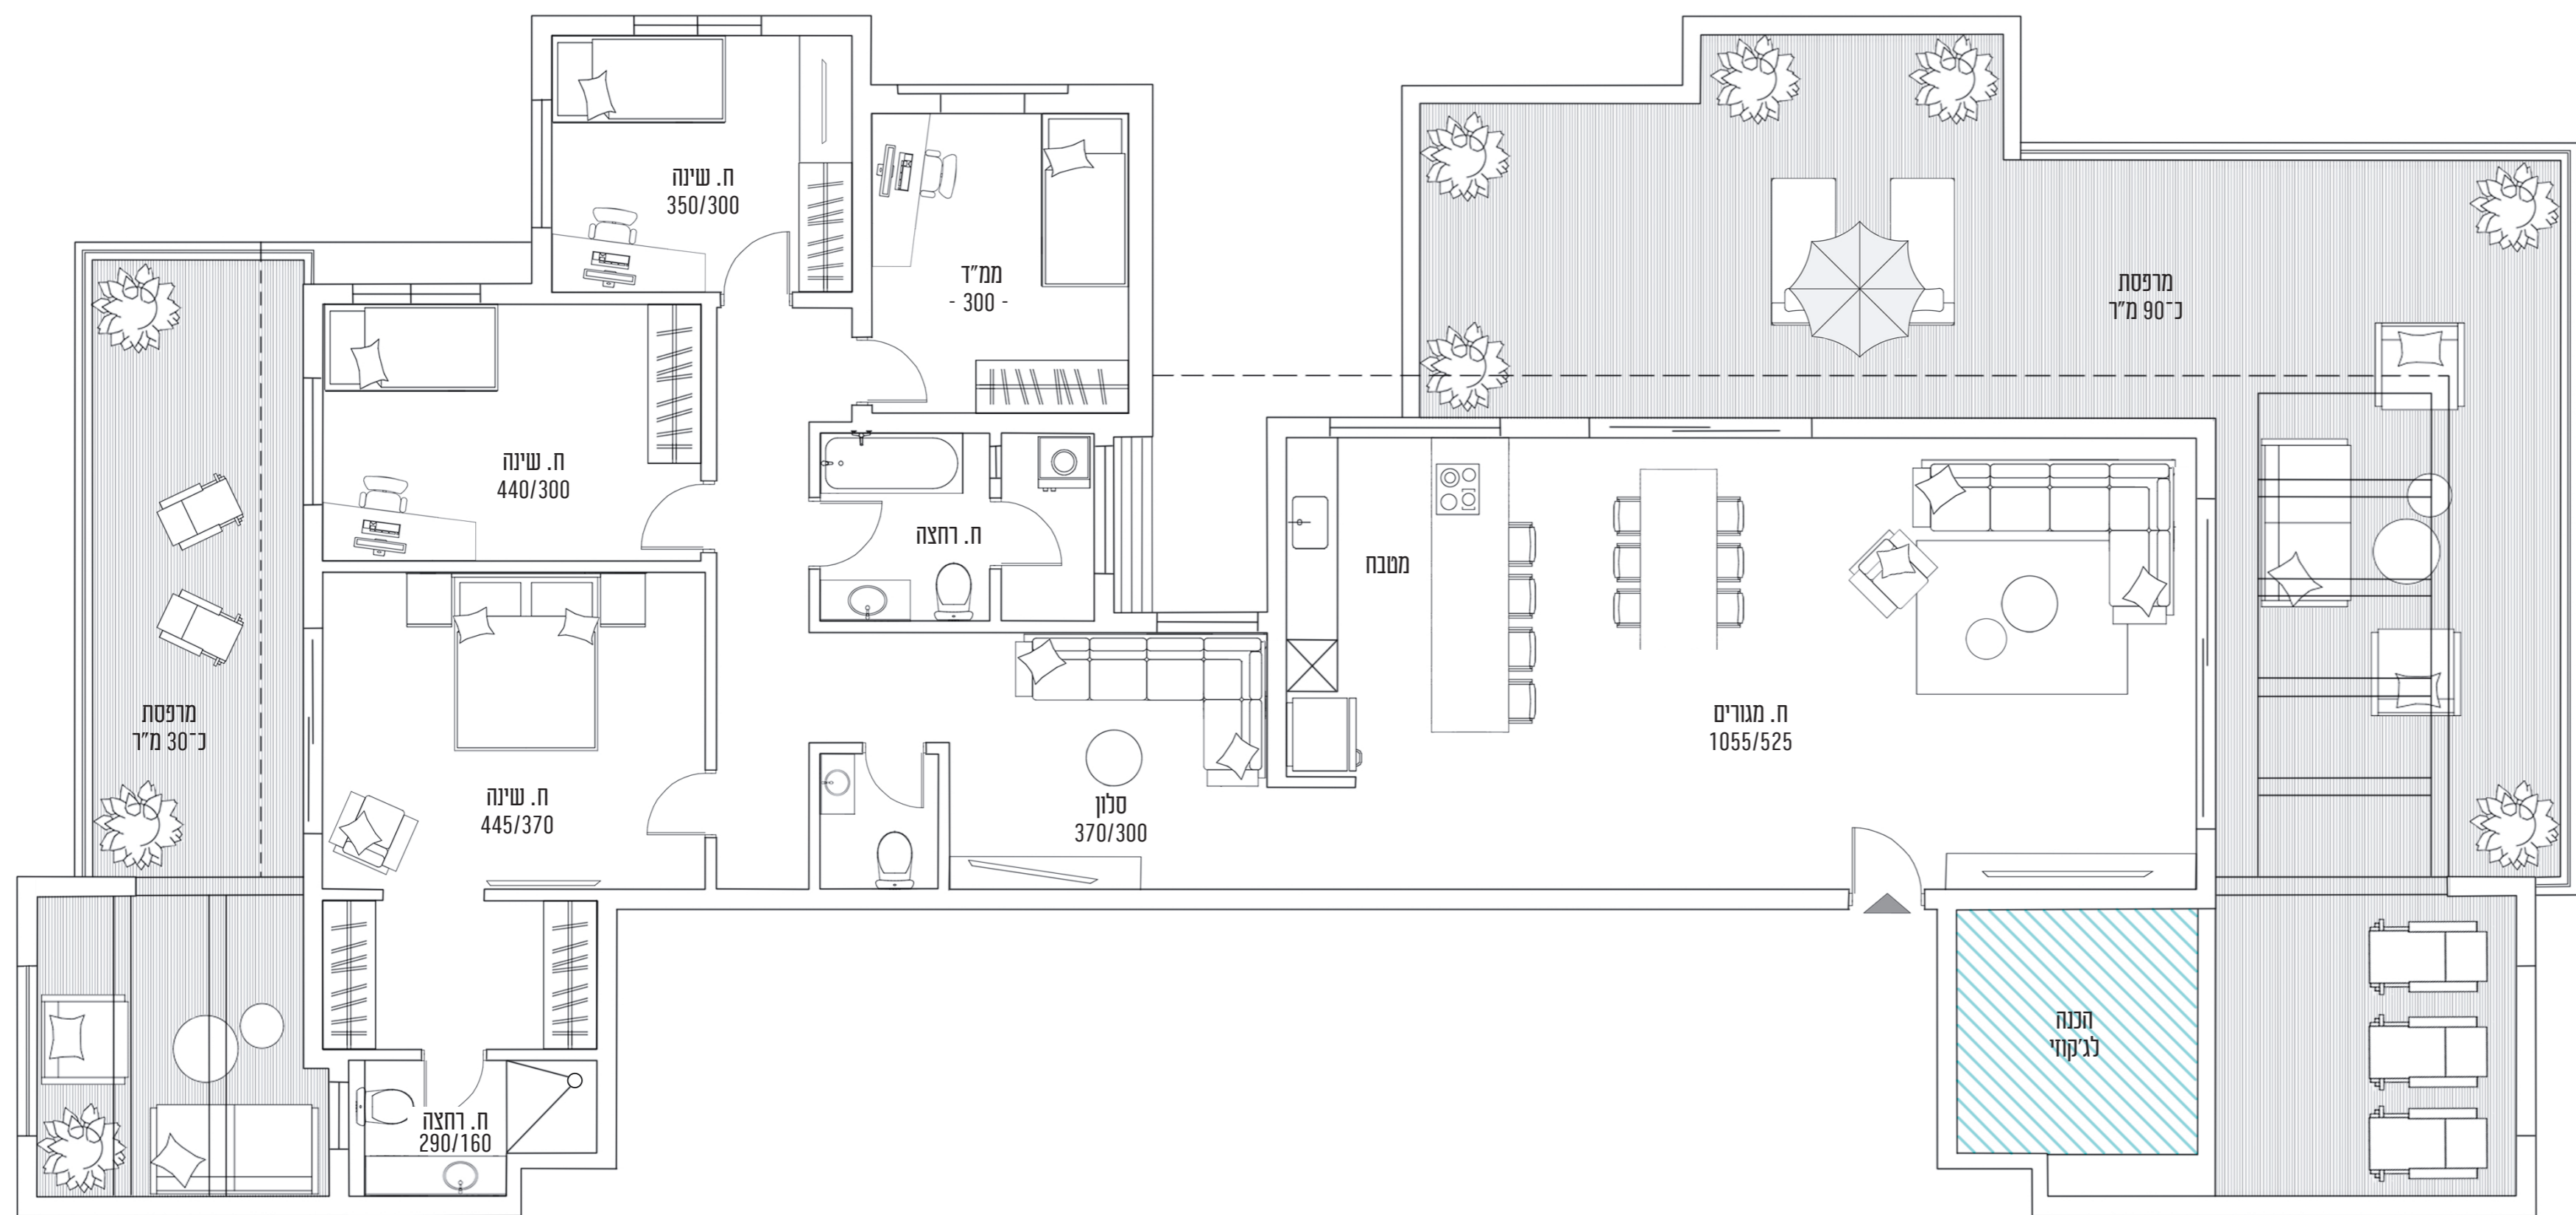 ח. שינה
350/300
ממ"ד
- 300 -
מרפסת
כ־90 מ"ר
ח. שינה
440/300
ח. רחצה
מטבח
ח. מגורים
1055/525
מרפסת
כ־30 מ"ר
ח. שינה
445/370
סלון
370/300
הכנה
לג'קוזי
ח. רחצה
290/160